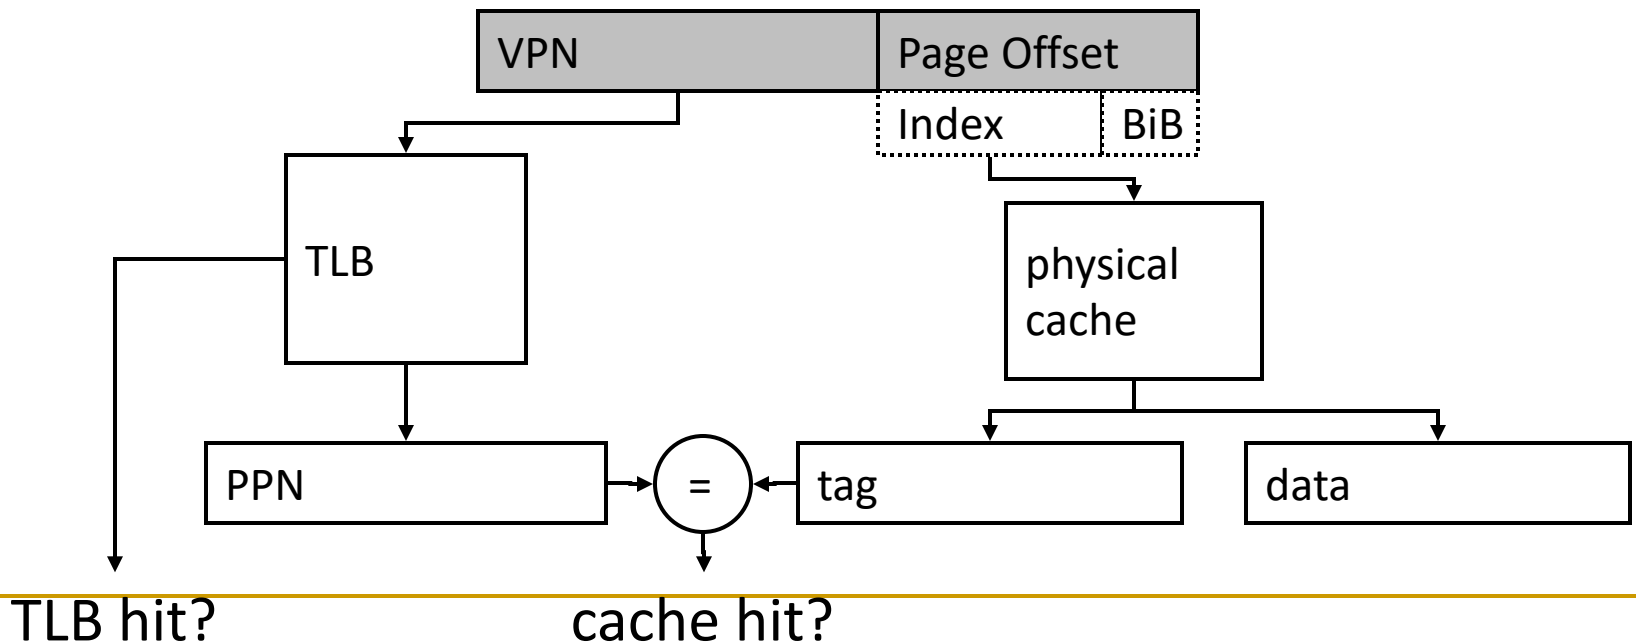 VPN
Page Offset
Index
BiB
TLB
physical
cache
PPN
=
tag
data
TLB hit?
cache hit?